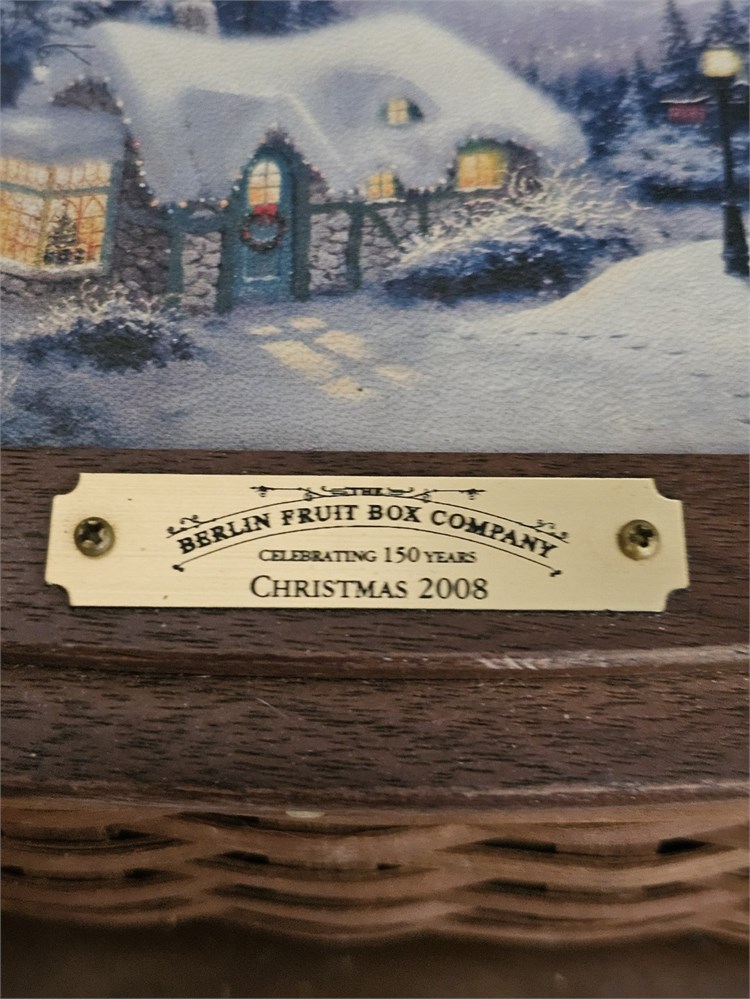 THE
BERLIN FRUIT BOX COMPANY
CELEBRATING 150 YEARS
CHRISTMAS 2008